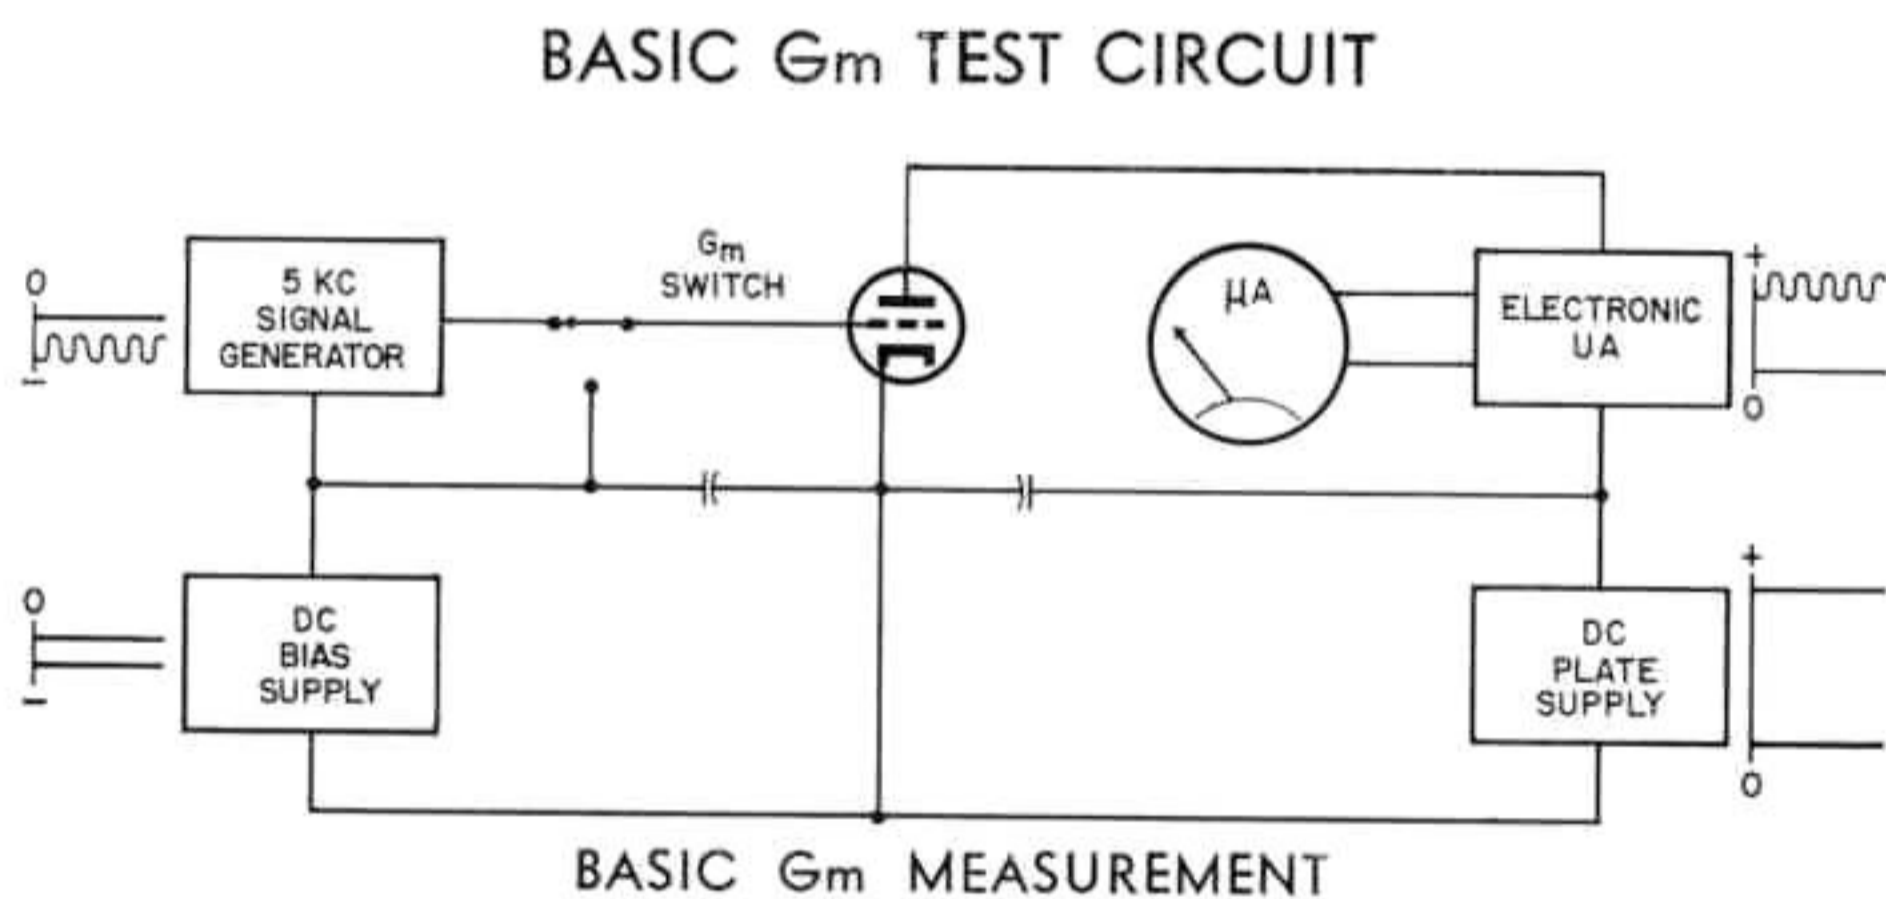 BASIC Gm TEST CIRCUIT
Gm
SWITCH
0
5 KC
SIGNAL
GENERATOR
−
μA
ELECTRONIC
UA
+
0
0
DC
BIAS
SUPPLY
−
+
DC
PLATE
SUPPLY
0
BASIC Gm MEASUREMENT